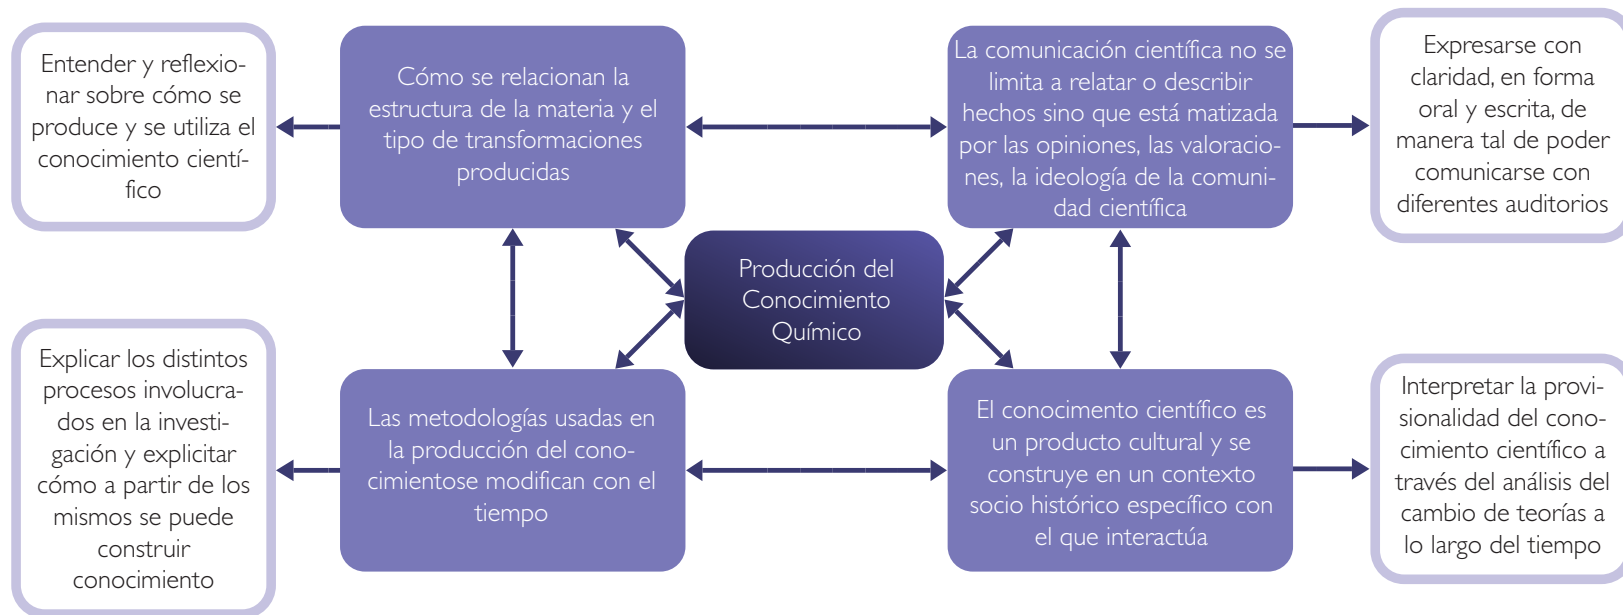 Entender y reflexio-
nar sobre cómo se
produce y se utiliza el
conocimiento cientí-
fico
Cómo se relacionan la
estructura de la materia y el
tipo de transformaciones
producidas
La comunicación científica no se
limita a relatar o describir
hechos sino que está matizada
por las opiniones, las valoracio-
nes, la ideología de la comuni-
dad científica
Expresarse con
claridad, en forma
oral y escrita, de
manera tal de poder
comunicarse con
diferentes auditorios
Producción del
Conocimiento
Químico
Explicar los distintos
procesos involucra-
dos en la investi-
gación y explicitar
cómo a partir de los
mismos se puede
construir
conocimiento
Las metodologías usadas en
la producción del cono-
cimientose modifican con el
tiempo
El conocimento científico es
un producto cultural y se
construye en un contexto
socio histórico específico con
el que interactúa
Interpretar la provi-
sionalidad del cono-
cimiento científico a
través del análisis del
cambio de teorías a
lo largo del tiempo